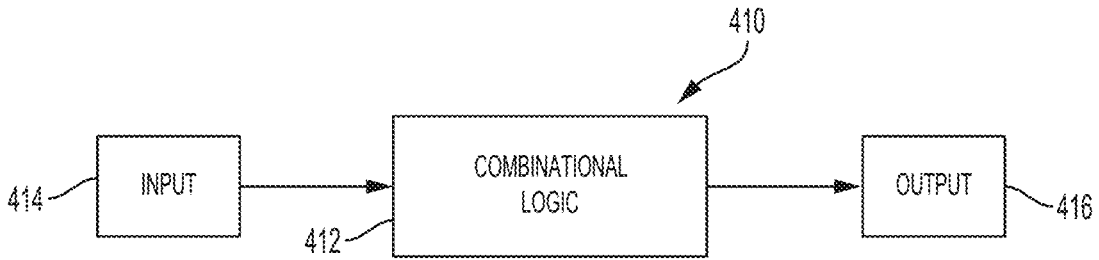 410
INPUT
COMBINATIONAL
LOGIC
OUTPUT
414
412
416